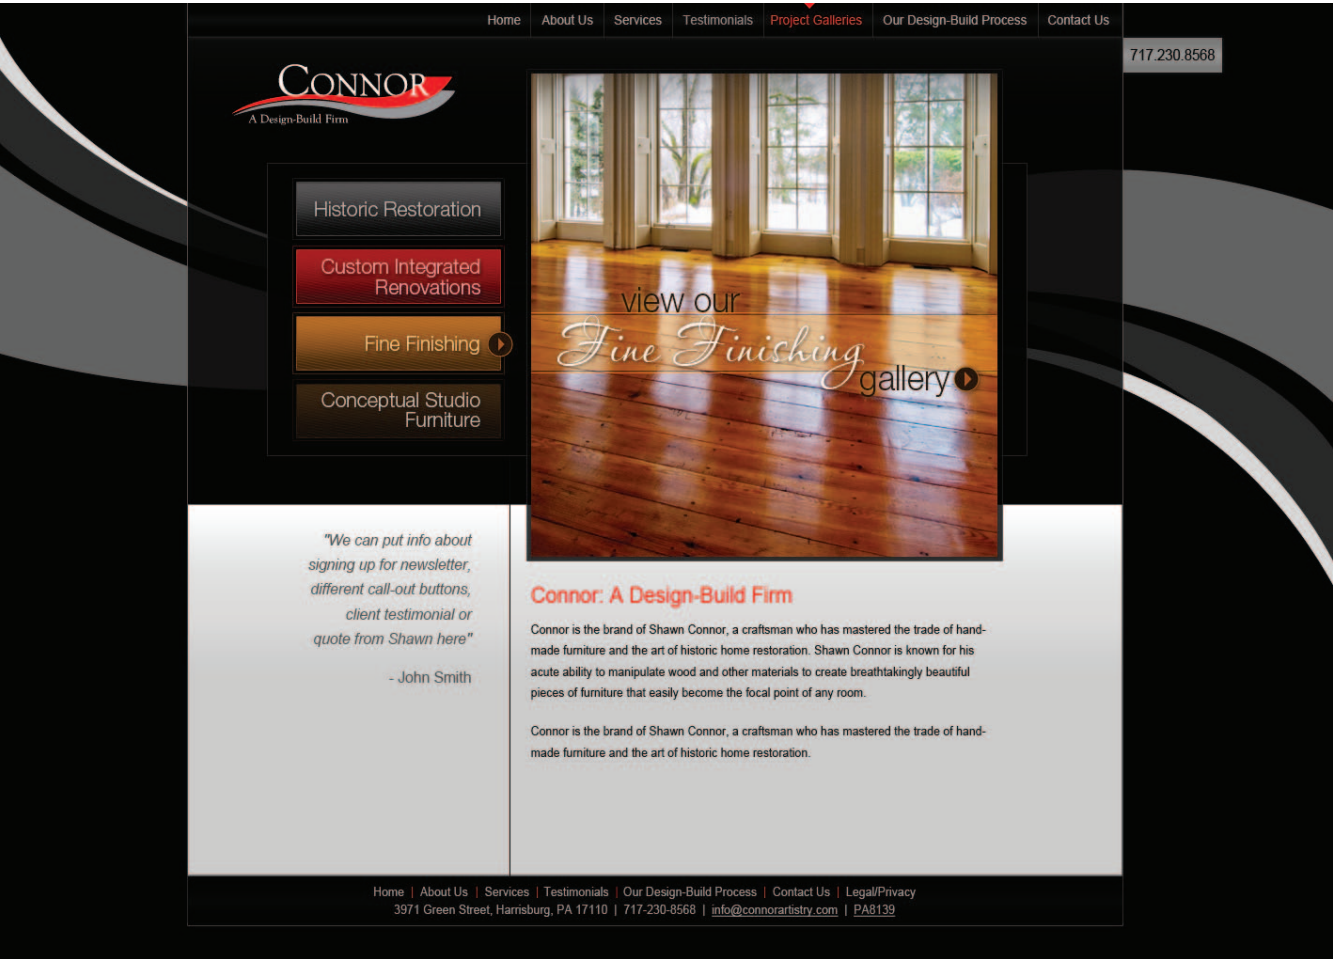 Home
About Us
Services
Testimonials
Project Galleries
Our Design-Build Process
Contact Us
717.230.8568
CONNOR
A Design-Build Firm
Historic Restoration
Custom Integrated
Renovations
Fine Finishing
Conceptual Studio
Furniture
view our
Fine Finishing
gallery
"We can put info about
signing up for newsletter,
different call-out buttons,
client testimonial or
quote from Shawn here"
- John Smith
Connor: A Design-Build Firm
Connor is the brand of Shawn Connor, a craftsman who has mastered the trade of hand-
made furniture and the art of historic home restoration. Shawn Connor is known for his
acute ability to manipulate wood and other materials to create breathtakingly beautiful
pieces of furniture that easily become the focal point of any room.
Connor is the brand of Shawn Connor, a craftsman who has mastered the trade of hand-
made furniture and the art of historic home restoration.
Home | About Us | Services | Testimonials | Our Design-Build Process | Contact Us | Legal/Privacy
3971 Green Street, Harrisburg, PA 17110 | 717-230-8568 | info@connorartistry.com | PA8139